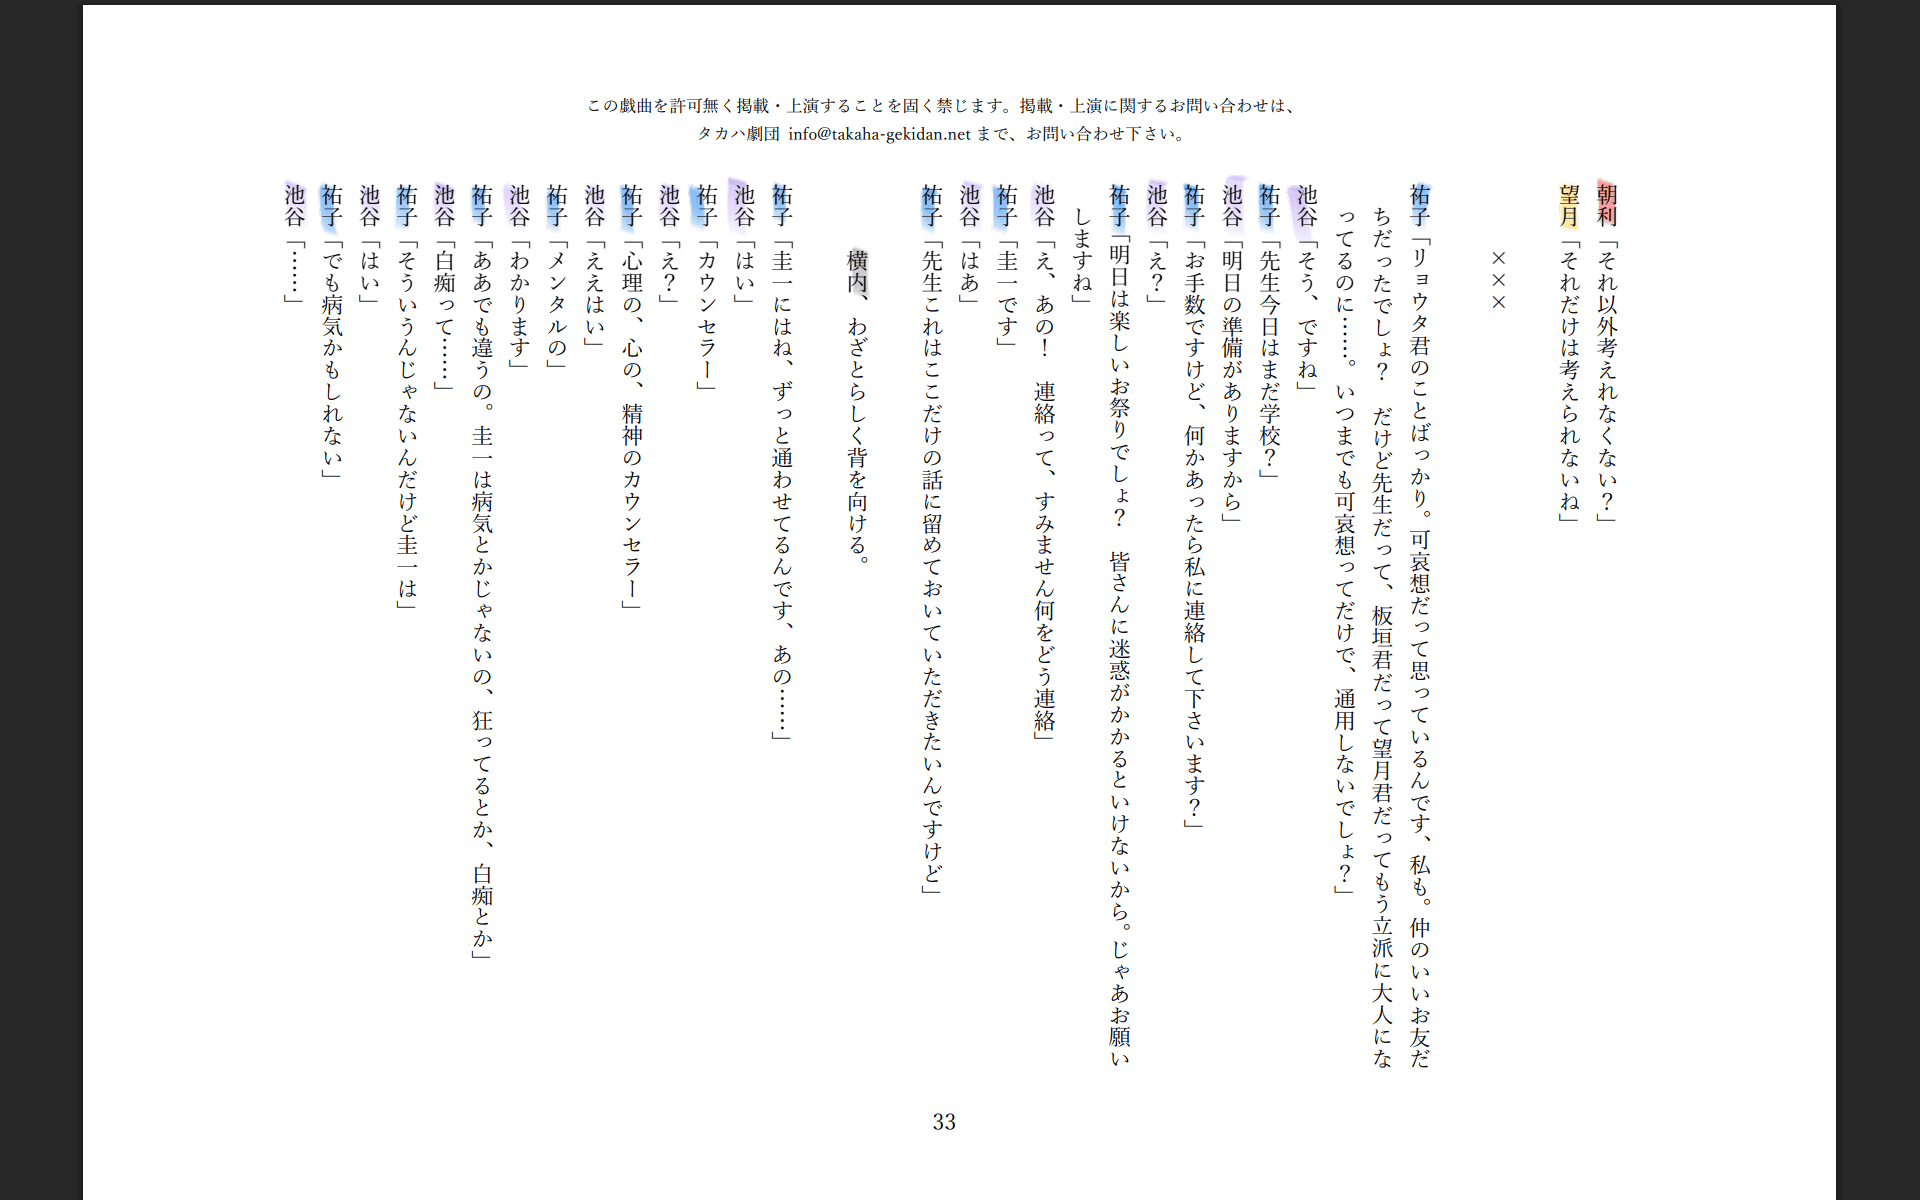 この戯曲を許可無く掲載・上演することを固く禁じます。掲載・上演に関するお問い合わせは、
タカハ劇団 info@takaha-gekidan.net まで、お問い合わせ下さい。
朝利「それ以外考えれなくない？」
望月「それだけは考えられないね」
×××
祐子「リョウタ君のことばっかり。可哀想だって思っているんです、私も。仲のいいお友だ
ちだったでしょ？　だけど先生だって、板垣君だって望月君だってもう立派に大人にな
ってるのに……。いつまでも可哀想ってだけで、通用しないでしょ？」
池谷「そう、ですね」
祐子「先生今日はまだ学校？」
池谷「明日の準備がありますから」
祐子「お手数ですけど、何かあったら私に連絡して下さいます？」
池谷「え？」
祐子「明日は楽しいお祭りでしょ？　皆さんに迷惑がかかるといけないから。じゃあお願い
しますね」
池谷「え、あの！　連絡って、すみません何をどう連絡」
祐子「圭一です」
池谷「はあ」
祐子「先生これはここだけの話に留めておいていただきたいんですけど」
横内、わざとらしく背を向ける。
祐子「圭一にはね、ずっと通わせてるんです、あの……」
池谷「はい」
祐子「カウンセラー」
池谷「え？」
祐子「心理の、心の、精神のカウンセラー」
池谷「ええはい」
祐子「メンタルの」
池谷「わかります」
祐子「ああでも違うの。圭一は病気とかじゃないの、狂ってるとか、白痴とか」
池谷「白痴って……」
祐子「そういうんじゃないんだけど圭一は」
池谷「はい」
祐子「でも病気かもしれない」
池谷「……」
33